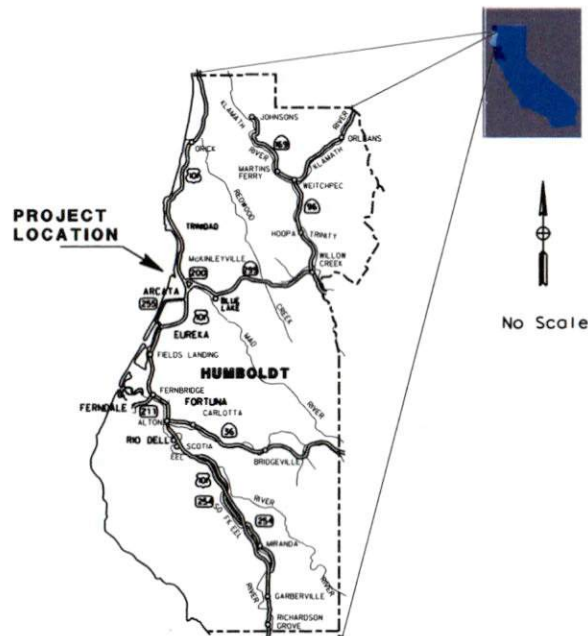 KLAMATH
JOHNSONS
RIVER
ORLEANS
169
ORICK
RIVER
KLAMATH
MARTINS
FERRY
WEITCHPEC
101
REDWOOD
96
PROJECT
LOCATION
TRINIDAD
HOOPA
TRINITY
McKINLEYVILLE
WILLOW
CREEK
200
299
ARCATA
255
BLUE
LAKE
CREEK
No Scale
101
MAD
EUREKA
FIELDS LANDING
HUMBOLDT
FERNBRIDGE
FERNDALE
FORTUNA
211
CARLOTTA
RIVER
ALTON
36
RIO DELL
SCOTIA
EEL
BRIDGEVILLE
101
RIVER
254
SO FK EEL
254
MIRANDA
RIVER
GARBERVILLE
RICHARDSON
GROVE